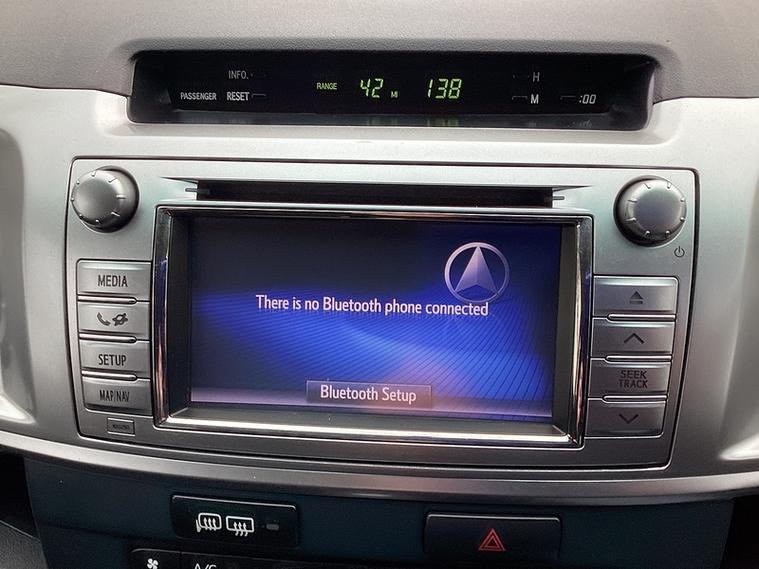 INFO.
PASSENGER RESET
RANGE 42 MI 138
H
M :00
MEDIA
SETUP
MAP/NAV
There is no Bluetooth phone connected
Bluetooth Setup
SEEK
TRACK
A/C